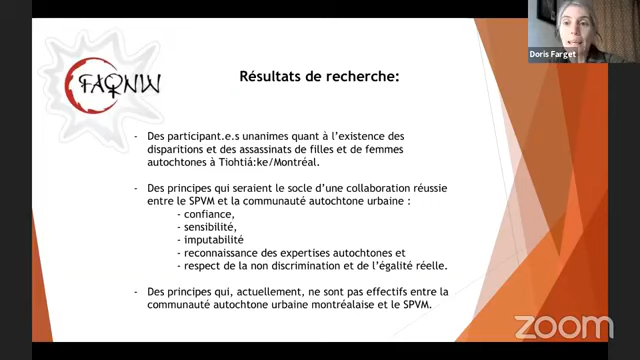 Doris Farget
FAQNW
Résultats de recherche:
- Des participant.e.s unanimes quant à l'existence des
disparitions et des assassinats de filles et de femmes
autochtones à Tiohtiá:ke/Montréal.
- Des principes qui seraient le socle d'une collaboration réussie
entre le SPVM et la communauté autochtone urbaine :
- confiance,
- sensibilité,
- imputabilité
- reconnaissance des expertises autochtones et
- respect de la non discrimination et de l'égalité réelle.
- Des principes qui, actuellement, ne sont pas effectifs entre la
communauté autochtone urbaine montréalaise et le SPVM.
zoom